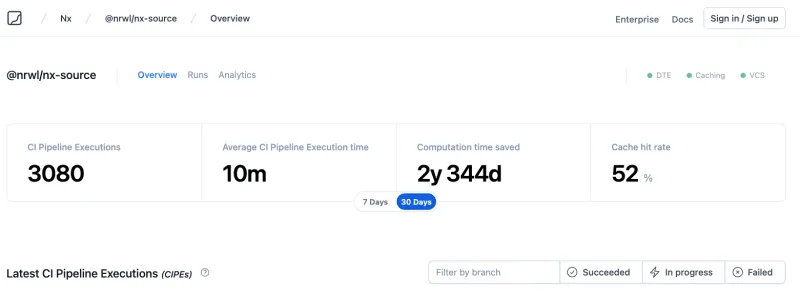 / Nx / @nrwl/nx-source / Overview
Enterprise Docs Sign in / Sign up
@nrwl/nx-source Overview Runs Analytics
DTE Caching VCS
CI Pipeline Executions
3080
Average CI Pipeline Execution time
10m
Computation time saved
2y 344d
Cache hit rate
52 %
7 Days 30 Days
Latest CI Pipeline Executions (CIPEs) ?
Filter by branch Succeeded In progress Failed